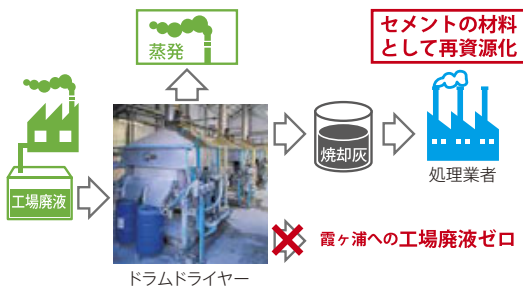 蒸発
セメントの材料
として再資源化
工場廃液
焼却灰
処理業者
霞ヶ浦への工場廃液ゼロ
ドラムドライヤー